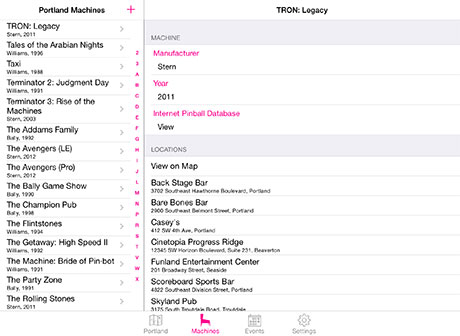 Portland Machines +
TRON: Legacy
Stern, 2011
Tales of the Arabian Nights
Williams, 1996
Taxi
Williams, 1988
Terminator 2: Judgment Day
Williams, 1991
Terminator 3: Rise of the
Machines
Stern, 2003
The Addams Family
Bally, 1992
The Avengers (LE)
Stern, 2012
The Avengers (Pro)
Stern, 2012
The Bally Game Show
Bally, 1990
The Champion Pub
Bally, 1998
The Flintstones
Williams, 1994
The Getaway: High Speed II
Williams, 1992
The Machine: Bride of Pin·bot
Williams, 1991
The Party Zone
Bally, 1991
The Rolling Stones
Stern, 2011
2
3
A
B
C
D
E
F
G
H
I
J
L
M
N
P
R
S
T
V
W
X
TRON: Legacy
MACHINE
Manufacturer
Stern
Year
2011
Internet Pinball Database
View
LOCATIONS
View on Map
Back Stage Bar
3702 Southeast Hawthorne Boulevard, Portland
Bare Bones Bar
2900 Southeast Belmont Street, Portland
Casey's
412 SW 4th Ave, Portland
Cinetopia Progress Ridge
12345 SW Horizon Boulevard, Suite 231, Beaverton
Funland Entertainment Center
201 Broadway Street, Seaside
Scoreboard Sports Bar
4822 Southeast Division Street, Portland
Skyland Pub
3175 South Troutdale Road, Troutdale
Portland
Machines
Events
Settings